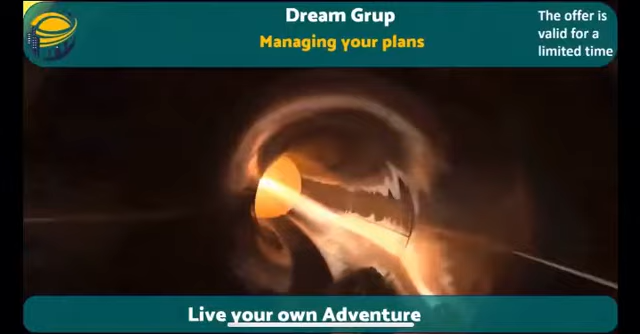 Dream Grup
Managing your plans
The offer is
valid for a
limited time
Live your own Adventure